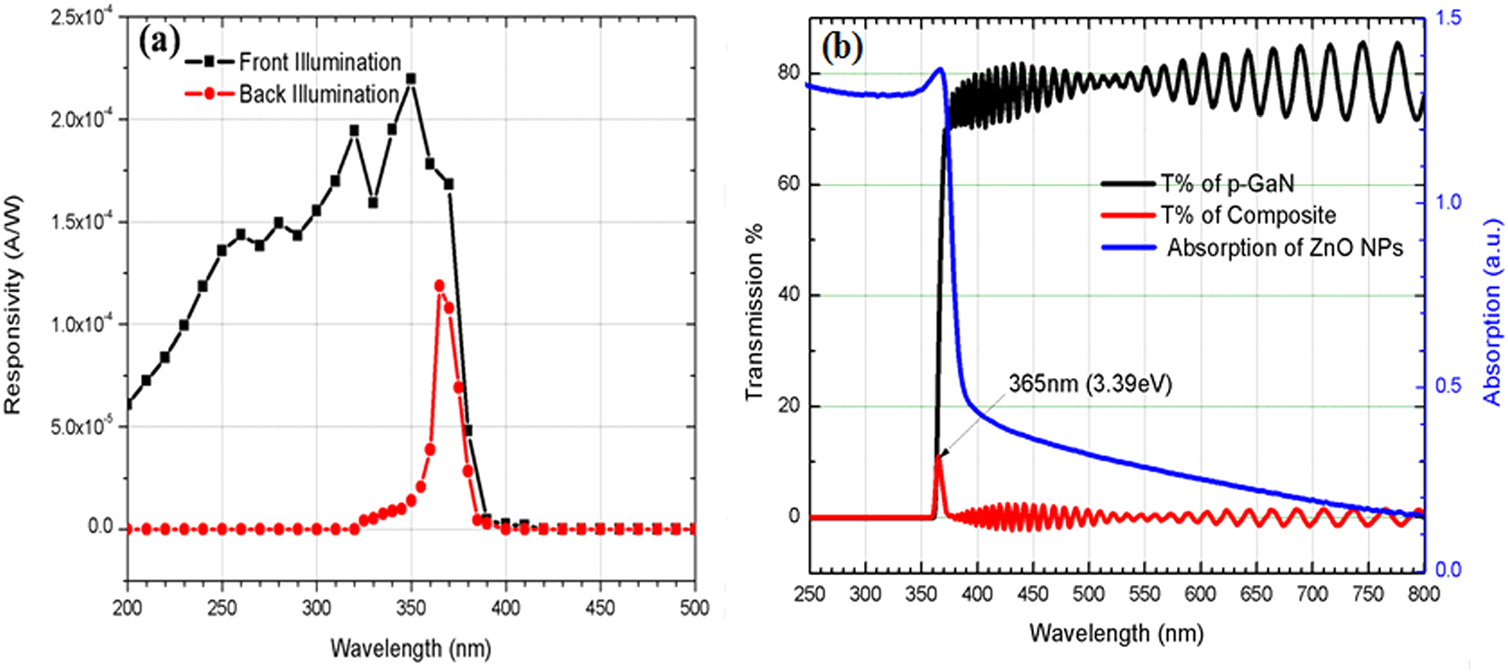 (a)
Front Illumination
Back Illumination
2.5x10⁻⁴
2.0x10⁻⁴
1.5x10⁻⁴
1.0x10⁻⁴
5.0x10⁻⁵
0.0
Responsivity (A/W)
200 250 300 350 400 450 500
Wavelength (nm)
(b)
80
60
40
20
0
Transmission %
T% of p-GaN
T% of Composite
Absorption of ZnO NPs
365nm (3.39eV)
1.5
1.0
0.5
0.0
Absorption (a.u.)
250 300 350 400 450 500 550 600 650 700 750 800
Wavelength (nm)